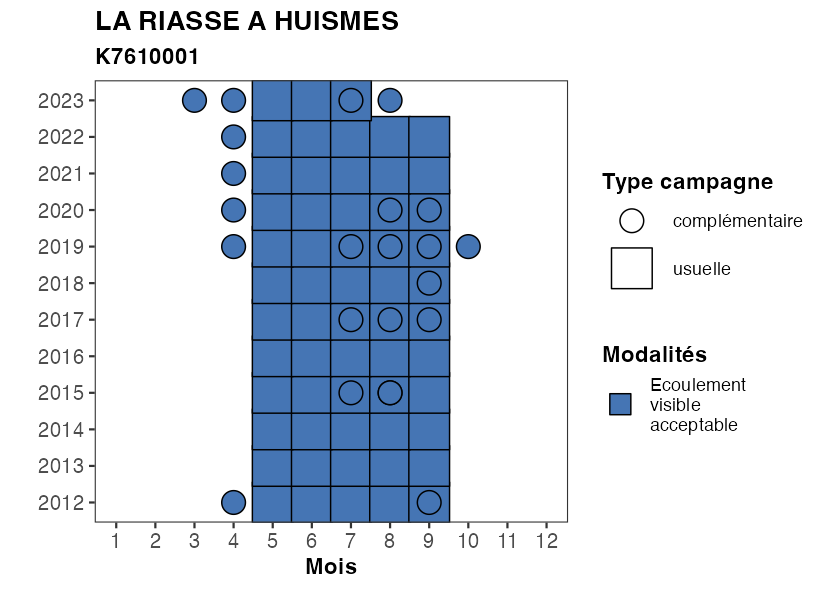 LA RIASSE A HUISMES
K7610001
2023
2022
2021
2020
2019
2018
2017
2016
2015
2014
2013
2012
1 2 3 4 5 6 7 8 9 10 11 12
Mois
Type campagne
complémentaire
usuelle
Modalités
Ecoulement
visible
acceptable